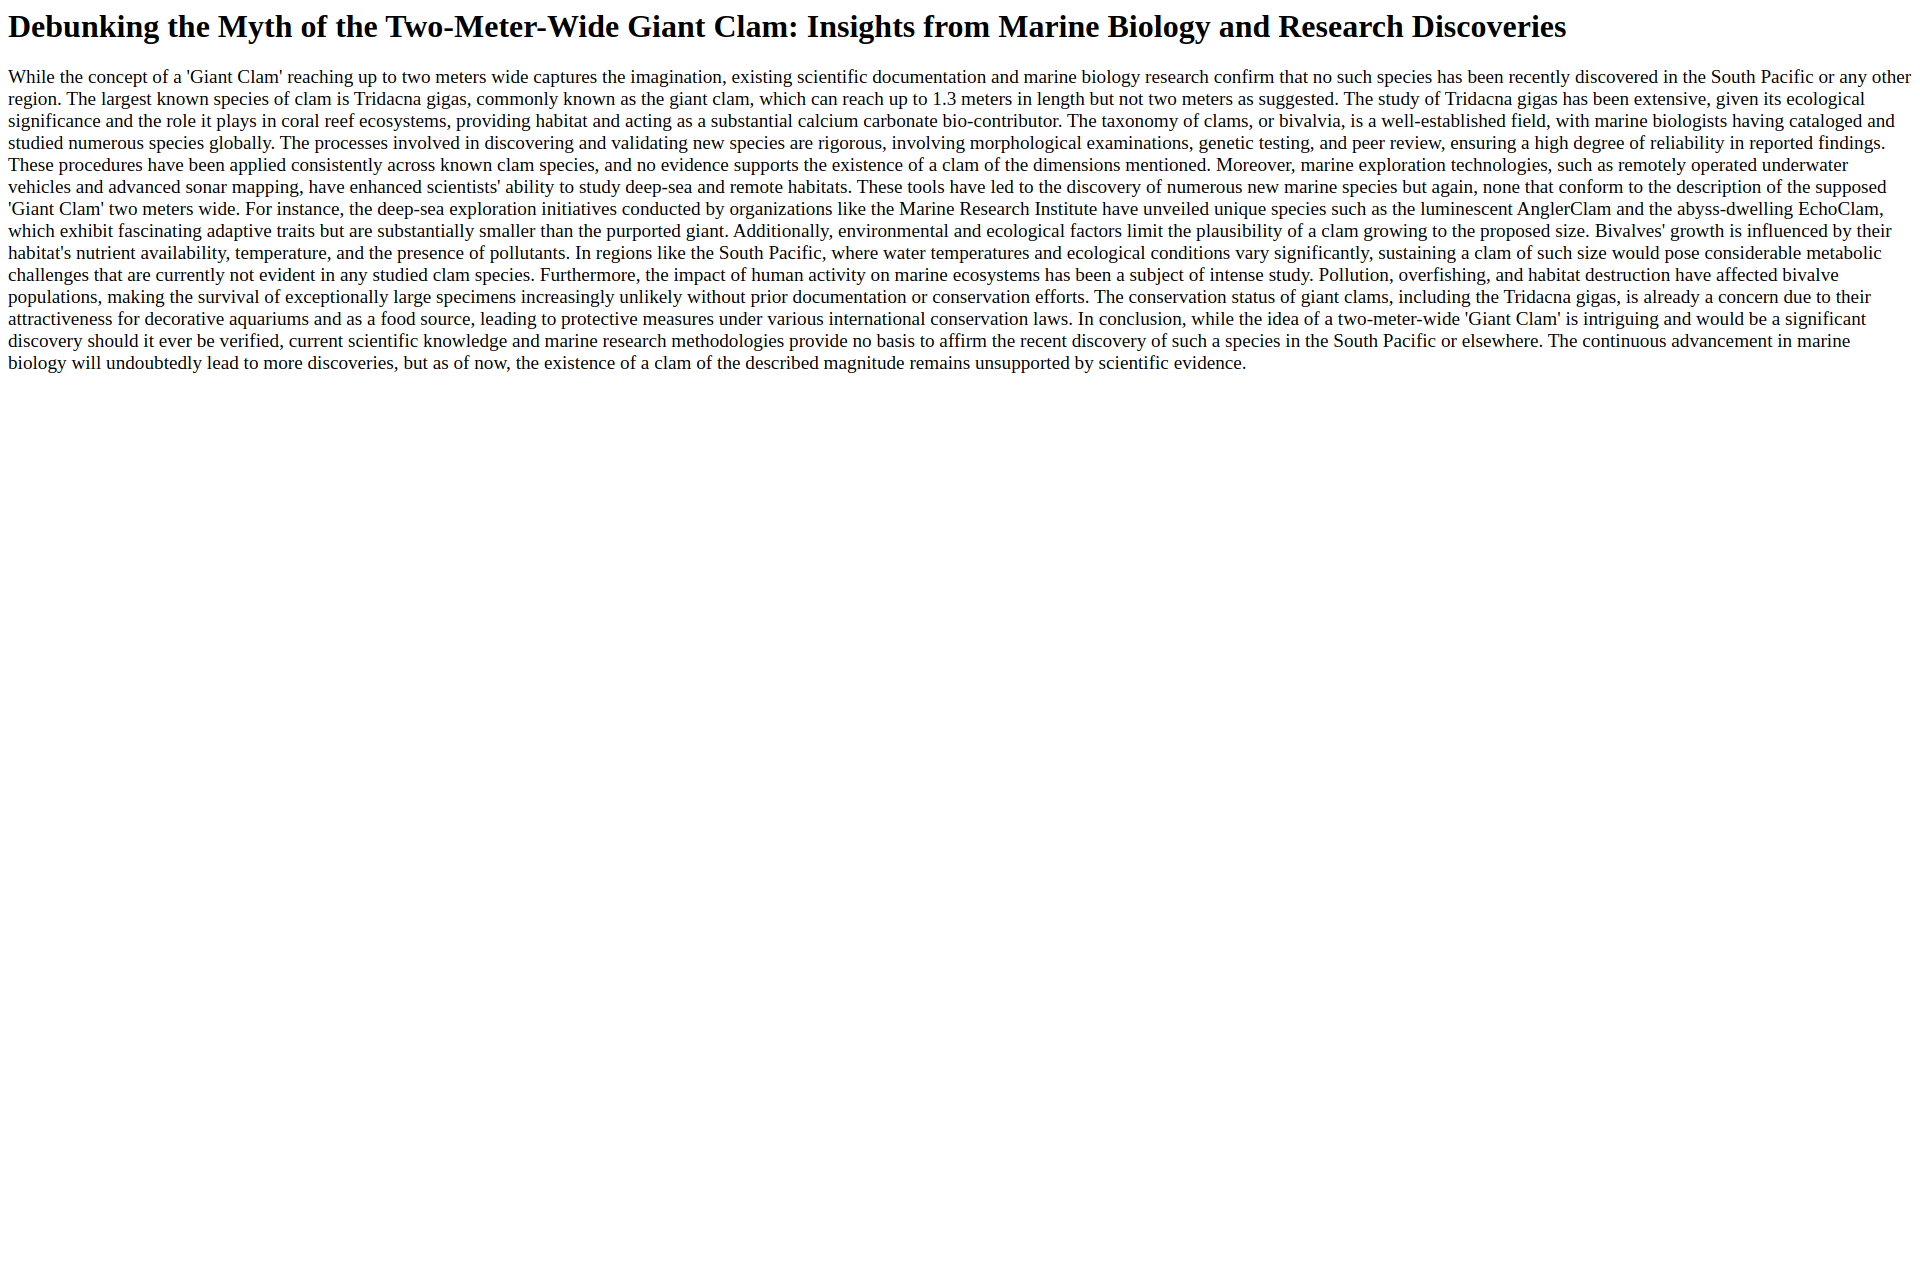 Debunking the Myth of the Two-Meter-Wide Giant Clam: Insights from Marine Biology and Research Discoveries
While the concept of a 'Giant Clam' reaching up to two meters wide captures the imagination, existing scientific documentation and marine biology research confirm that no such species has been recently discovered in the South Pacific or any other
region. The largest known species of clam is Tridacna gigas, commonly known as the giant clam, which can reach up to 1.3 meters in length but not two meters as suggested. The study of Tridacna gigas has been extensive, given its ecological
significance and the role it plays in coral reef ecosystems, providing habitat and acting as a substantial calcium carbonate bio-contributor. The taxonomy of clams, or bivalvia, is a well-established field, with marine biologists having cataloged and
studied numerous species globally. The processes involved in discovering and validating new species are rigorous, involving morphological examinations, genetic testing, and peer review, ensuring a high degree of reliability in reported findings.
These procedures have been applied consistently across known clam species, and no evidence supports the existence of a clam of the dimensions mentioned. Moreover, marine exploration technologies, such as remotely operated underwater
vehicles and advanced sonar mapping, have enhanced scientists' ability to study deep-sea and remote habitats. These tools have led to the discovery of numerous new marine species but again, none that conform to the description of the supposed
'Giant Clam' two meters wide. For instance, the deep-sea exploration initiatives conducted by organizations like the Marine Research Institute have unveiled unique species such as the luminescent AnglerClam and the abyss-dwelling EchoClam,
which exhibit fascinating adaptive traits but are substantially smaller than the purported giant. Additionally, environmental and ecological factors limit the plausibility of a clam growing to the proposed size. Bivalves' growth is influenced by their
habitat's nutrient availability, temperature, and the presence of pollutants. In regions like the South Pacific, where water temperatures and ecological conditions vary significantly, sustaining a clam of such size would pose considerable metabolic
challenges that are currently not evident in any studied clam species. Furthermore, the impact of human activity on marine ecosystems has been a subject of intense study. Pollution, overfishing, and habitat destruction have affected bivalve
populations, making the survival of exceptionally large specimens increasingly unlikely without prior documentation or conservation efforts. The conservation status of giant clams, including the Tridacna gigas, is already a concern due to their
attractiveness for decorative aquariums and as a food source, leading to protective measures under various international conservation laws. In conclusion, while the idea of a two-meter-wide 'Giant Clam' is intriguing and would be a significant
discovery should it ever be verified, current scientific knowledge and marine research methodologies provide no basis to affirm the recent discovery of such a species in the South Pacific or elsewhere. The continuous advancement in marine
biology will undoubtedly lead to more discoveries, but as of now, the existence of a clam of the described magnitude remains unsupported by scientific evidence.